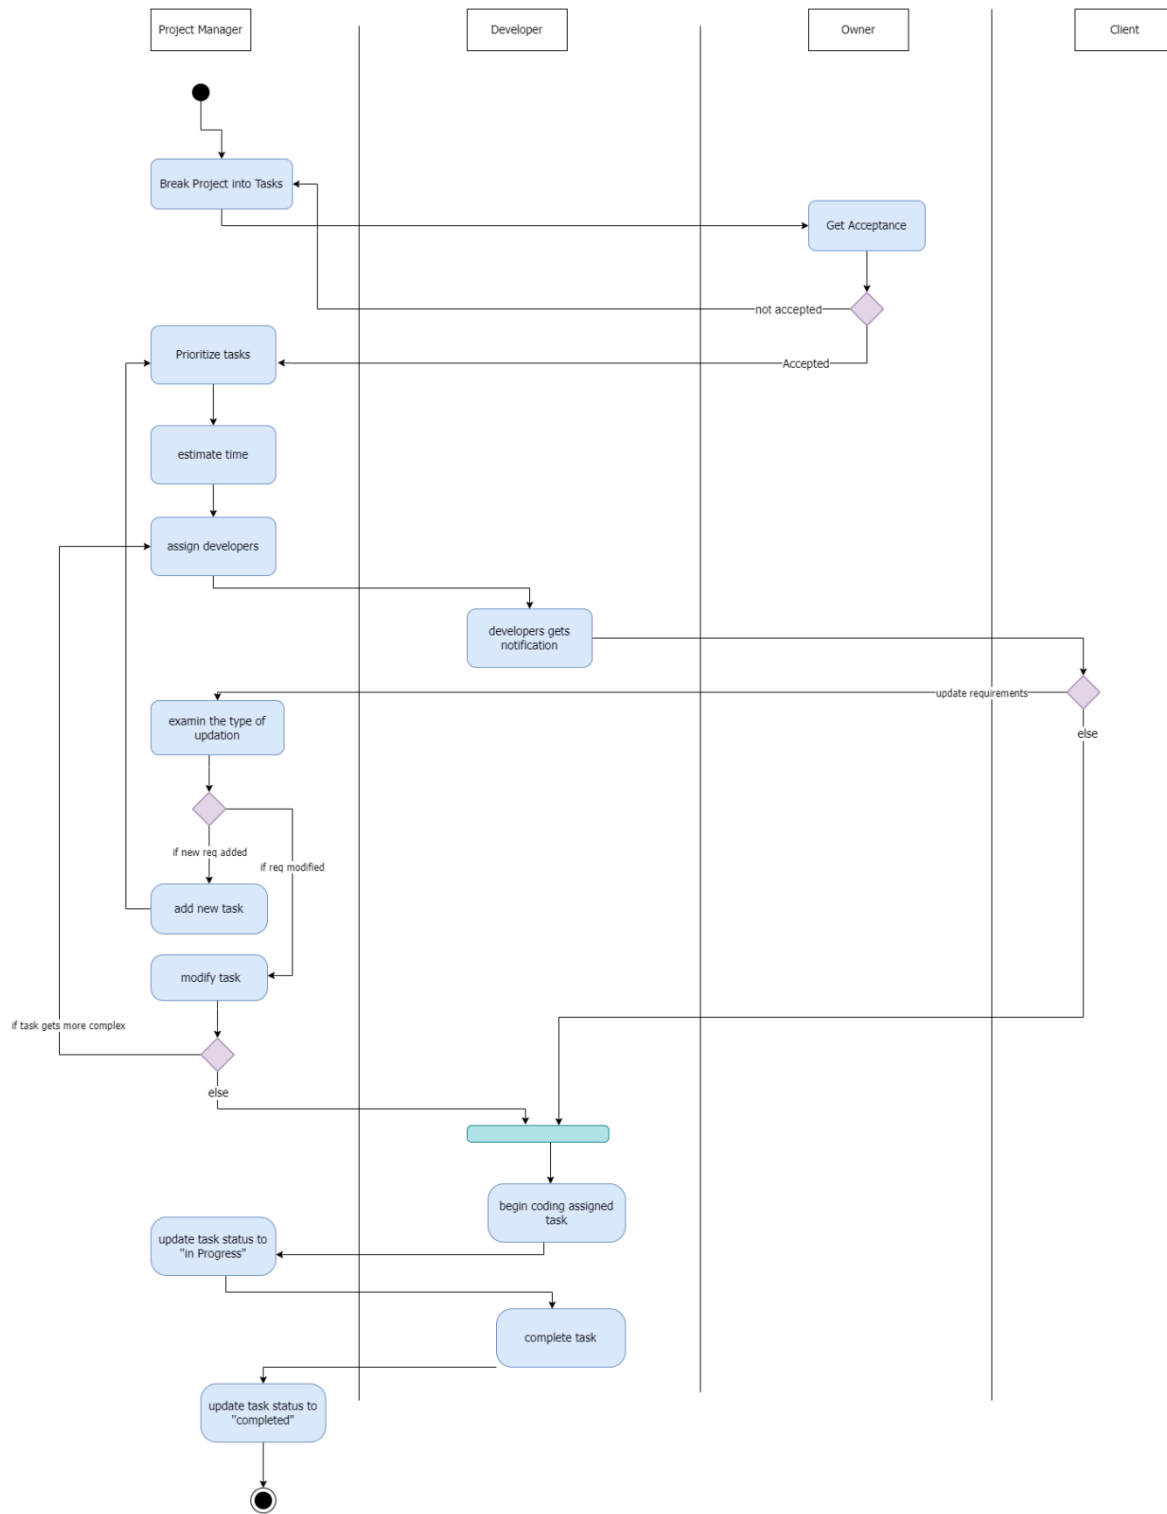 Project Manager
Developer
Owner
Client
Break Project into Tasks
Get Acceptance
not accepted
Prioritize tasks
Accepted
estimate time
assign developers
developers gets
notification
update requirements
examin the type of
updation
else
if new req added
if req modified
add new task
modify task
if task gets more complex
else
begin coding assigned
task
update task status to
"in Progress"
complete task
update task status to
"completed"